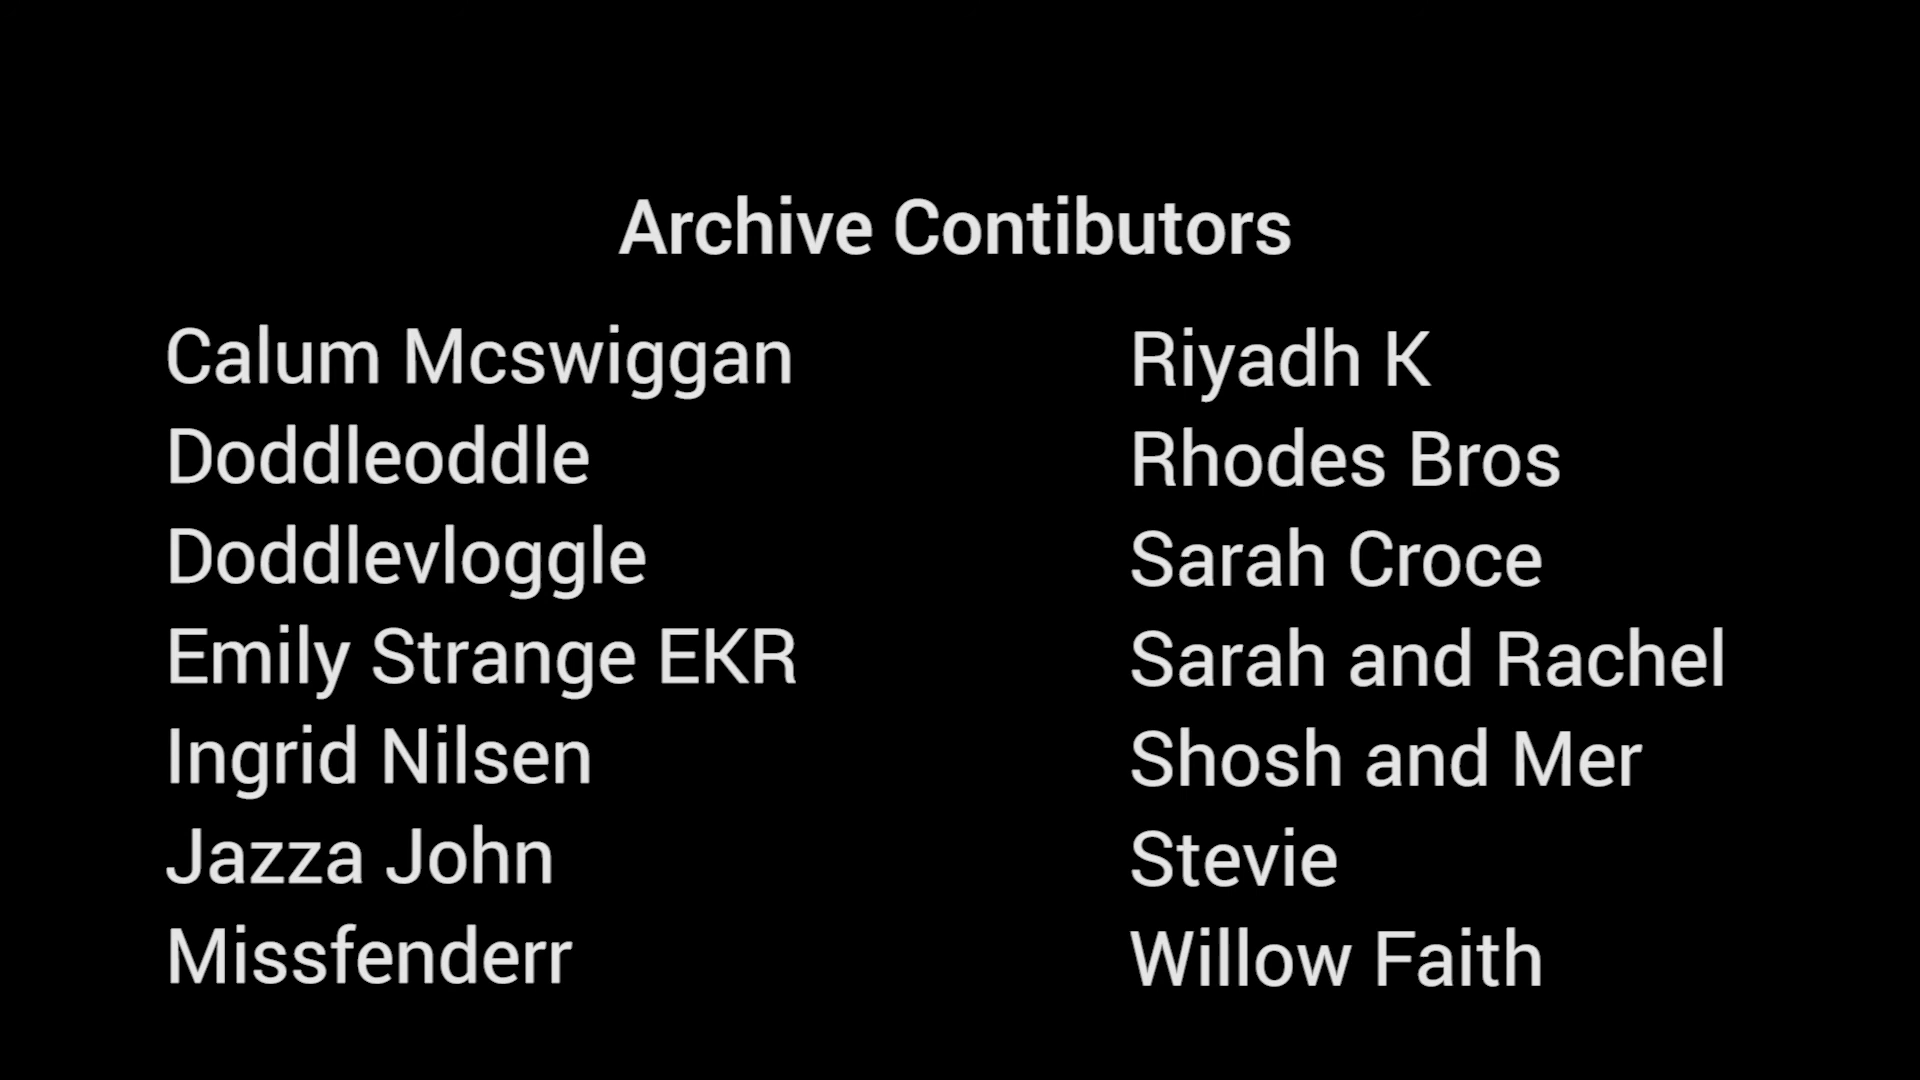 Archive Contibutors
Calum Mcswiggan
Doddleoddle
Doddlevloggle
Emily Strange EKR
Ingrid Nilsen
Jazza John
Missfenderr
Riyadh K
Rhodes Bros
Sarah Croce
Sarah and Rachel
Shosh and Mer
Stevie
Willow Faith